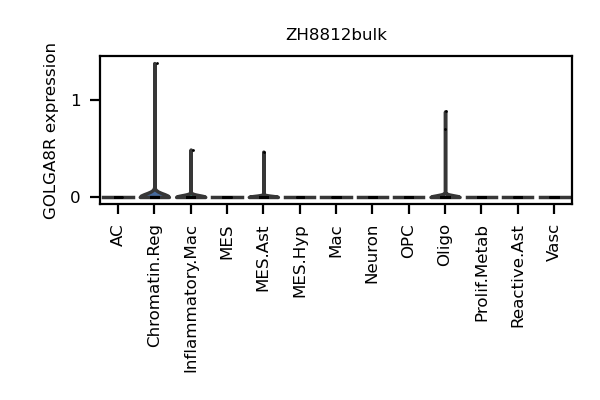 ZH8812bulk
GOLGA8R expression
1
0
AC
Chromatin.Reg
Inflammatory.Mac
MES
MES.Ast
MES.Hyp
Mac
Neuron
OPC
Oligo
Prolif.Metab
Reactive.Ast
Vasc